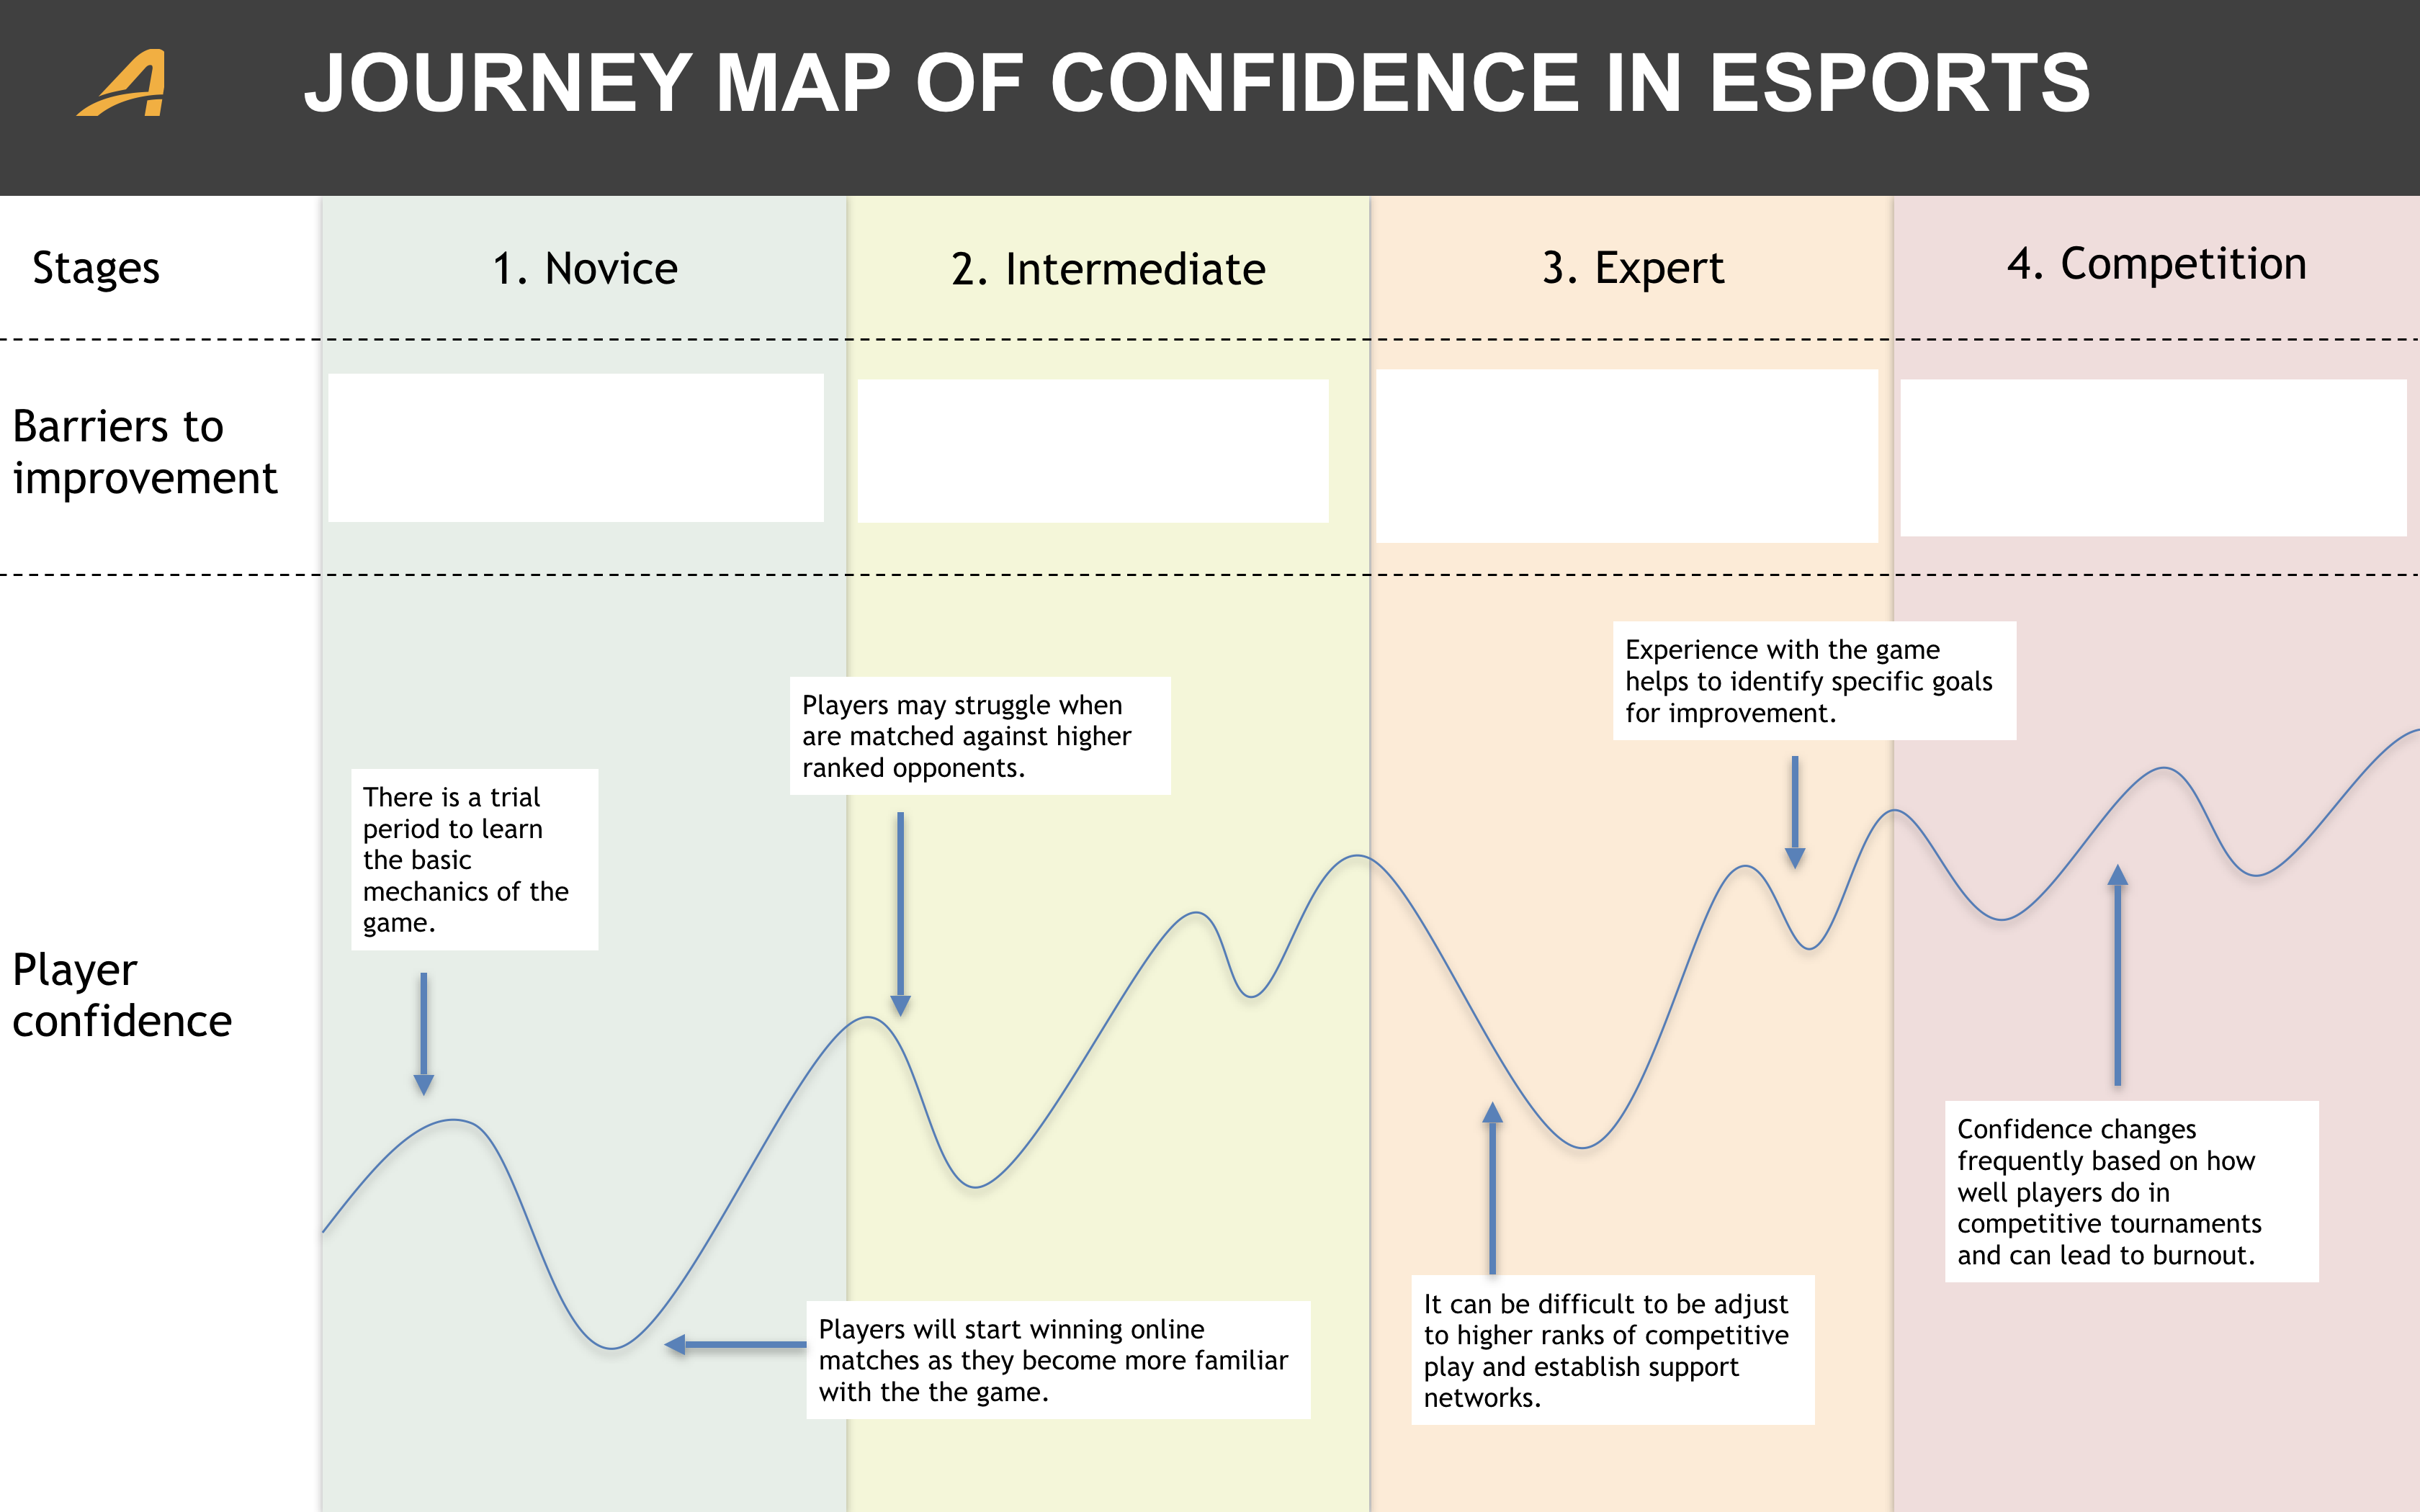 JOURNEY MAP OF CONFIDENCE IN ESPORTS
Stages
1. Novice
2. Intermediate
3. Expert
4. Competition
Barriers to
improvement
Player
confidence
There is a trial
period to learn
the basic
mechanics of the
game.
Players may struggle when
are matched against higher
ranked opponents.
Experience with the game
helps to identify specific goals
for improvement.
Players will start winning online
matches as they become more familiar
with the the game.
It can be difficult to be adjust
to higher ranks of competitive
play and establish support
networks.
Confidence changes
frequently based on how
well players do in
competitive tournaments
and can lead to burnout.